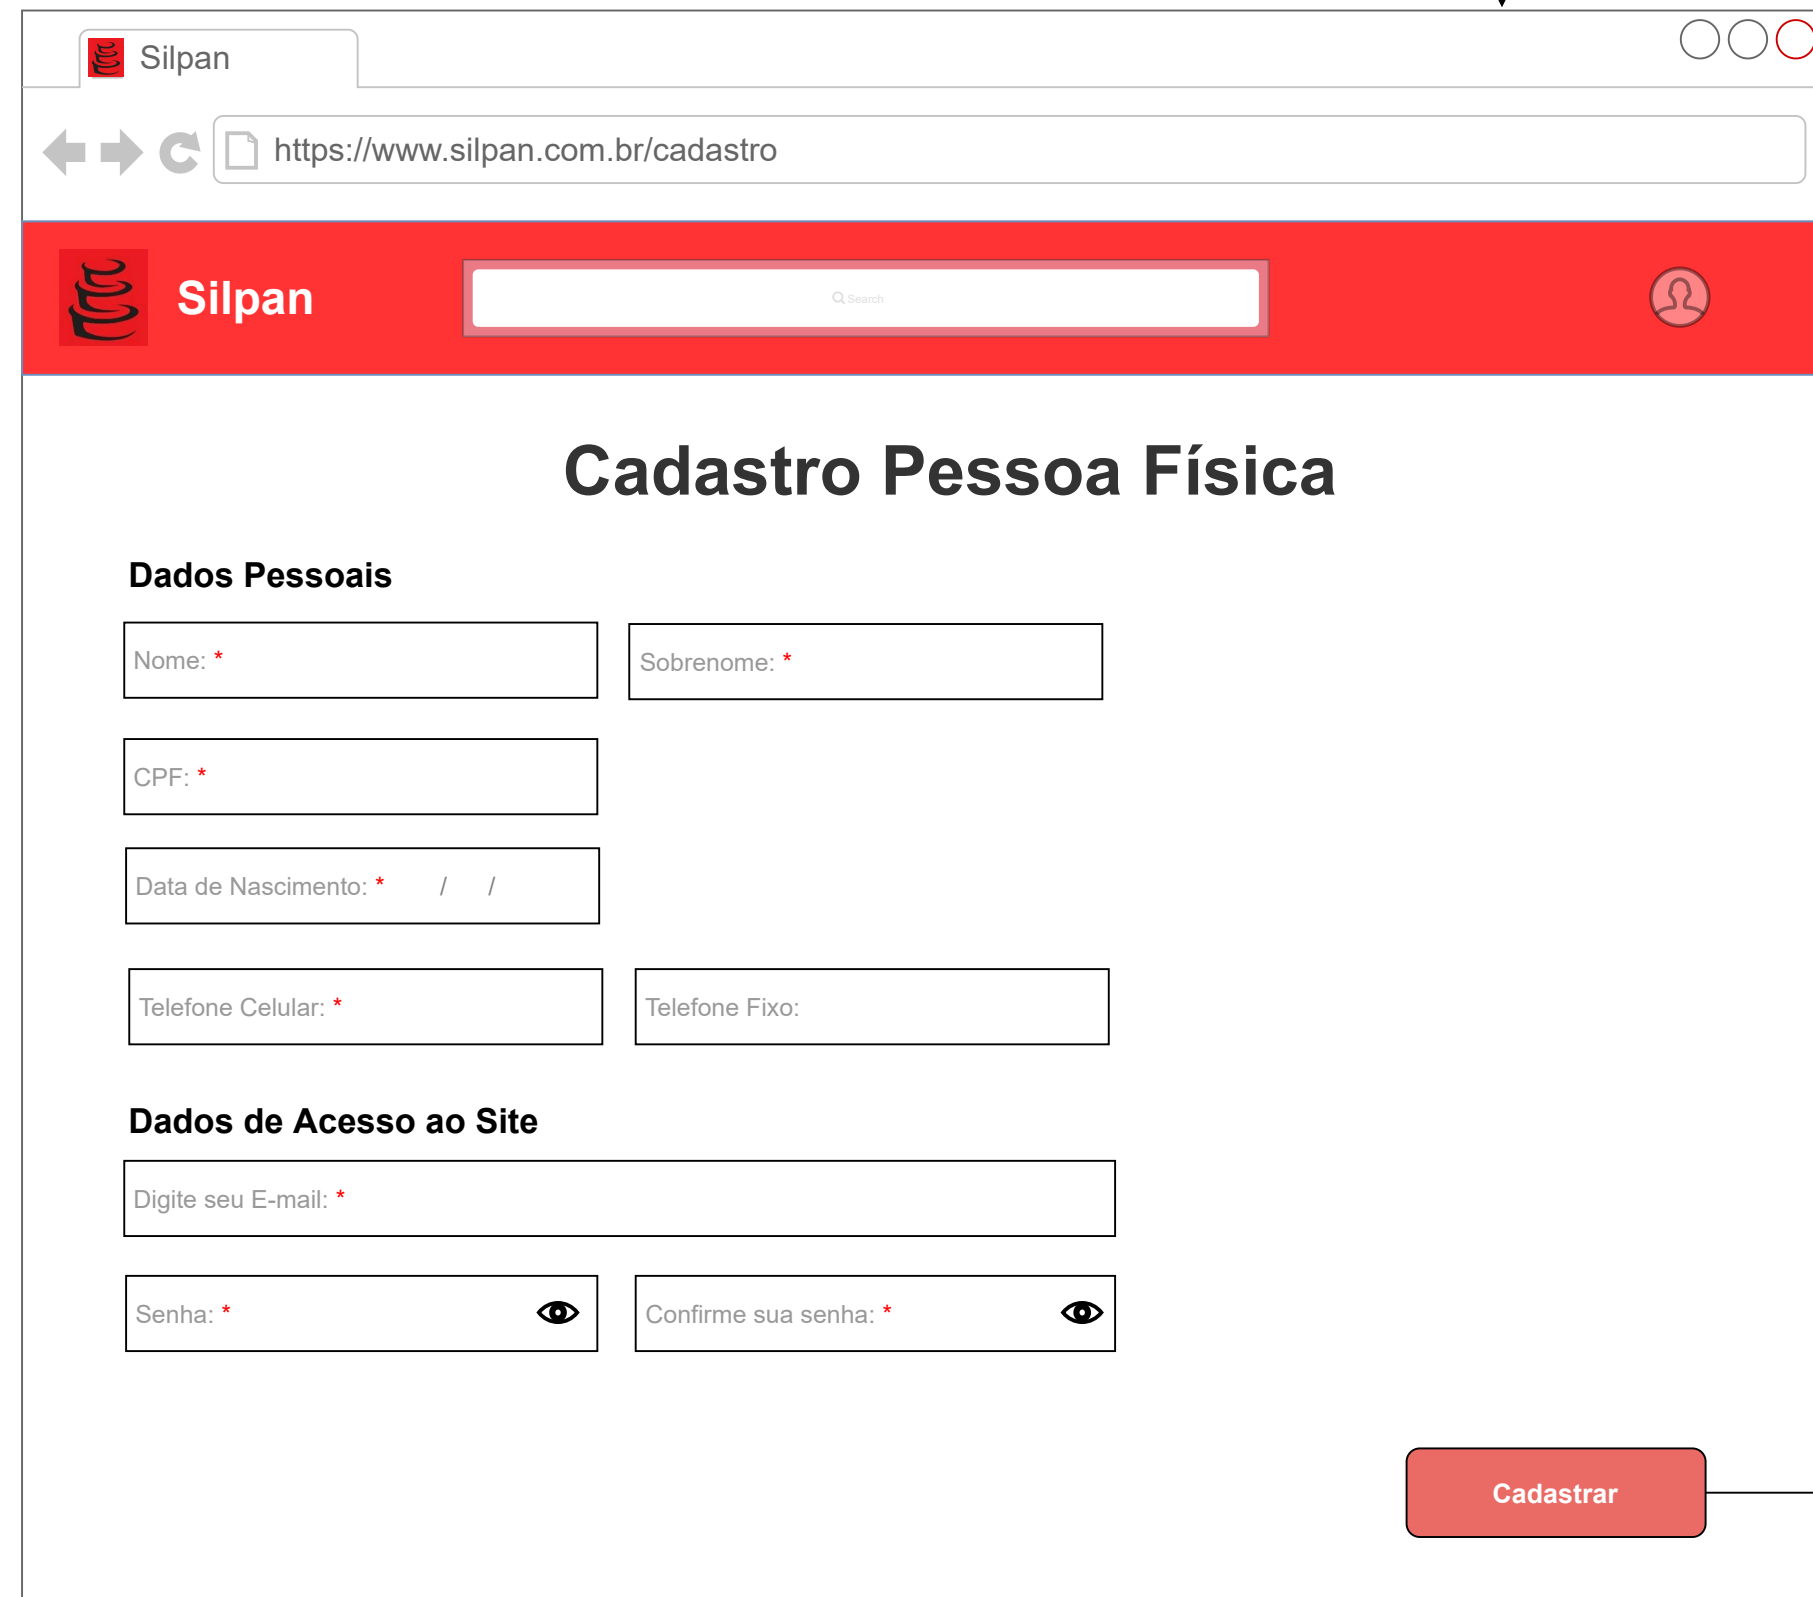 Silpan
https://www.silpan.com.br/cadastro
Silpan
Search
Cadastro Pessoa Física
Dados Pessoais
Nome: *
Sobrenome: *
CPF: *
Data de Nascimento: * / /
Telefone Celular: *
Telefone Fixo:
Dados de Acesso ao Site
Digite seu E-mail: *
Senha: *
Confirme sua senha: *
Cadastrar